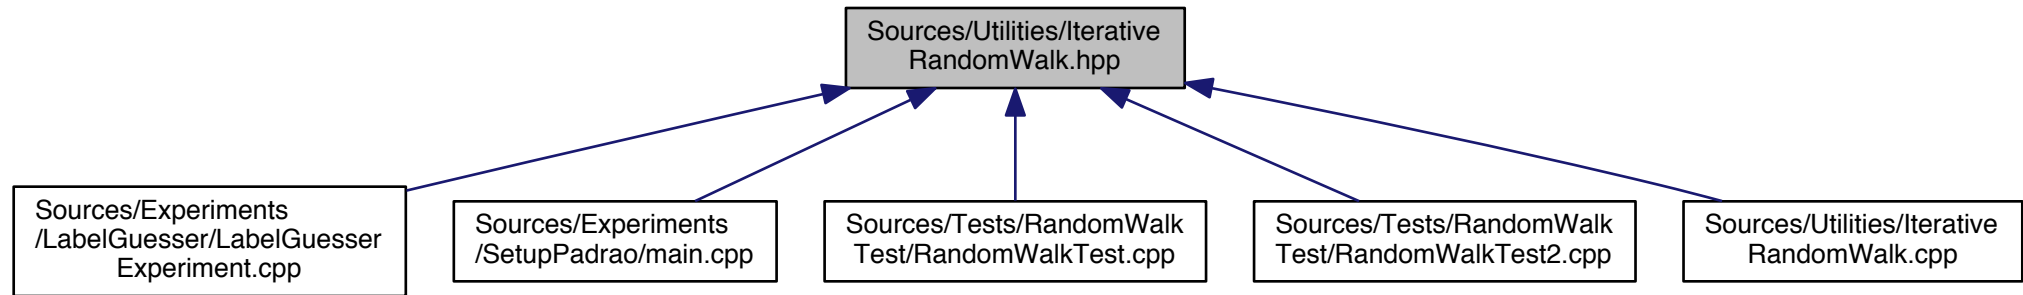 Sources/Utilities/Iterative
RandomWalk.hpp
Sources/Experiments
/LabelGuesser/LabelGuesser
Experiment.cpp
Sources/Experiments
/SetupPadrao/main.cpp
Sources/Tests/RandomWalk
Test/RandomWalkTest.cpp
Sources/Tests/RandomWalk
Test/RandomWalkTest2.cpp
Sources/Utilities/Iterative
RandomWalk.cpp